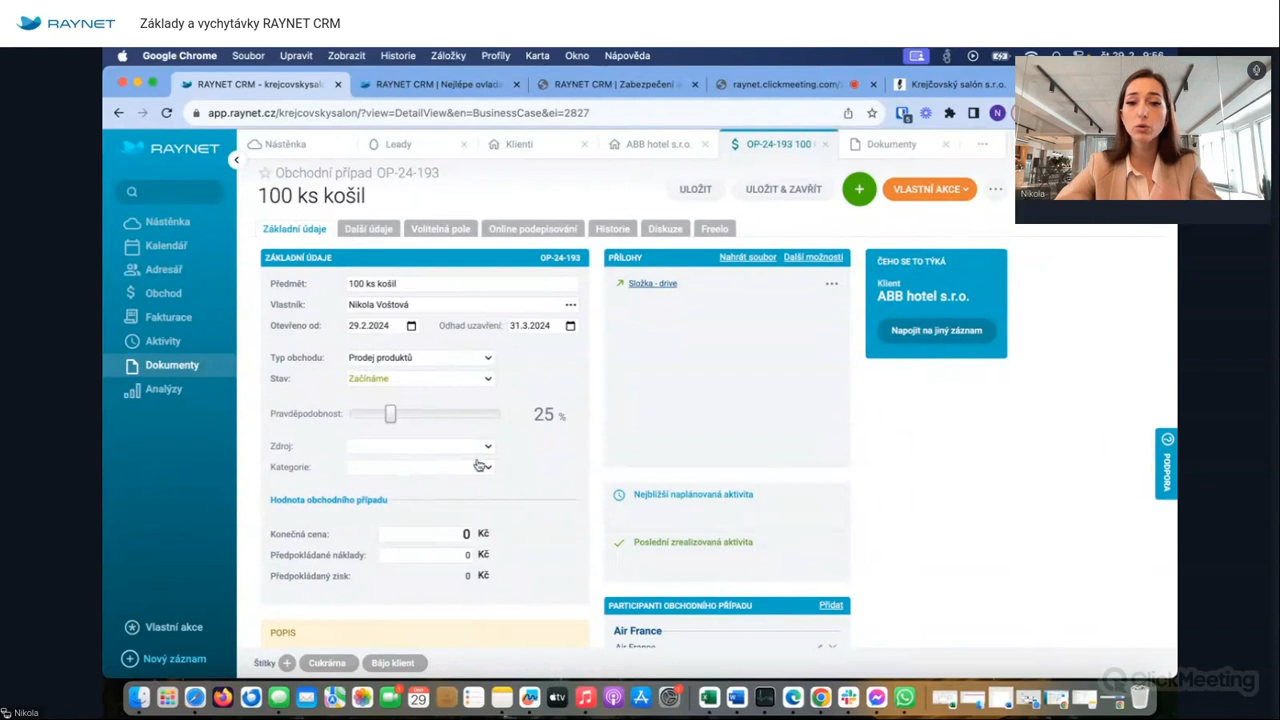 RAYNET Základy a vychytávky RAYNET CRM
Google Chrome Soubor Upravit Zobrazit Historie Záložky Profily Karta Okno Nápověda
čt 29. 2. 9:56
RAYNET CRM - krejcovskysalon RAYNET CRM | Nejlépe ovlada RAYNET CRM | Zabezpečení a raynet.clickmeeting.com/ Krejčovský salón s.r.o.
app.raynet.cz/krejcovskysalon/?view=DetailView&en=BusinessCase&ei=2827
RAYNET
Nástěnka Leady Klienti ABB hotel s.r.o. OP-24-193 100 Dokumenty
Nikola
Obchodní případ OP-24-193
100 ks košil
ULOŽIT ULOŽIT & ZAVŘÍT + VLASTNÍ AKCE
Základní údaje Další údaje Volitelná pole Online podepisování Historie Diskuze Freelo
Nástěnka
Kalendář
Adresář
Obchod
Fakturace
Aktivity
Dokumenty
Analýzy
Vlastní akce
Nový záznam
ZÁKLADNÍ ÚDAJE OP-24-193
Předmět: 100 ks košil
Vlastník: Nikola Voštová
Otevřeno od: 29.2.2024 Odhad uzavření: 31.3.2024
Typ obchodu: Prodej produktů
Stav: Začínáme
Pravděpodobnost: 25 %
Zdroj:
Kategorie:
Hodnota obchodního případu
Konečná cena: 0 Kč
Předpokládané náklady: 0 Kč
Předpokládaný zisk: 0 Kč
POPIS
Štítky + Cukrárna Bájo klient
PŘÍLOHY Nahrát soubor Další možnosti
Složka - drive
Nejbližší naplánovaná aktivita
Poslední zrealizovaná aktivita
PARTICIPANTI OBCHODNÍHO PŘÍPADU Přidat
Air France
Air France
ČEHO SE TO TÝKÁ
Klient
ABB hotel s.r.o.
Napojit na jiný záznam
PODPORA
29
ClickMeeting
Nikola